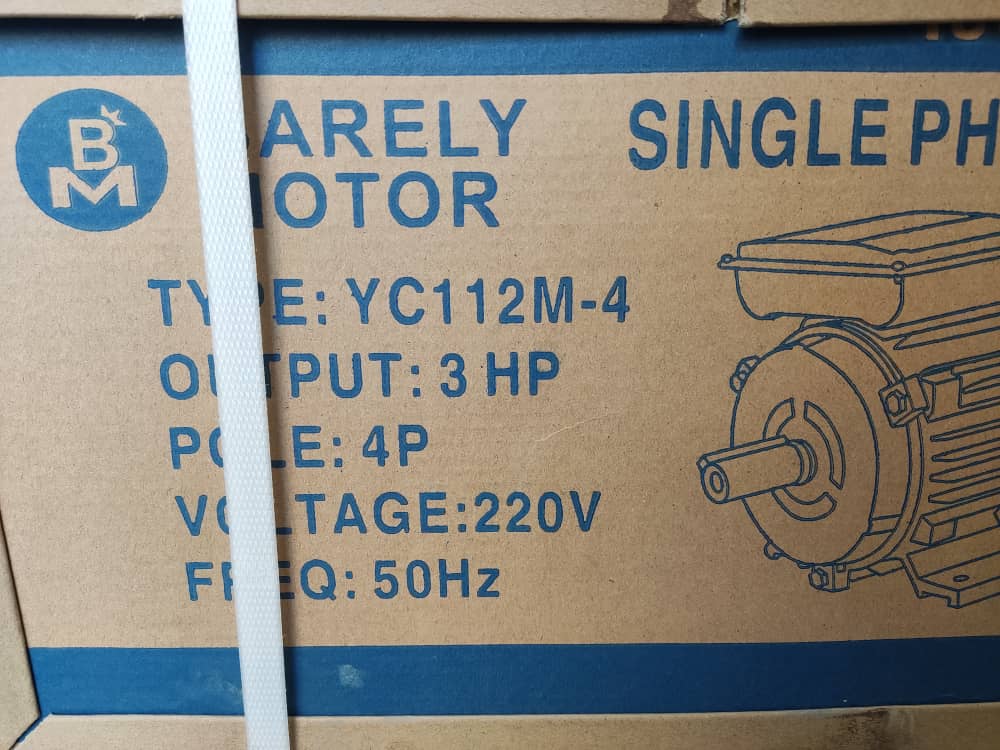 BM
BARELY
MOTOR
SINGLE PH
TYPE: YC112M-4
OUTPUT: 3 HP
POLE: 4P
VOLTAGE:220V
FREQ: 50Hz